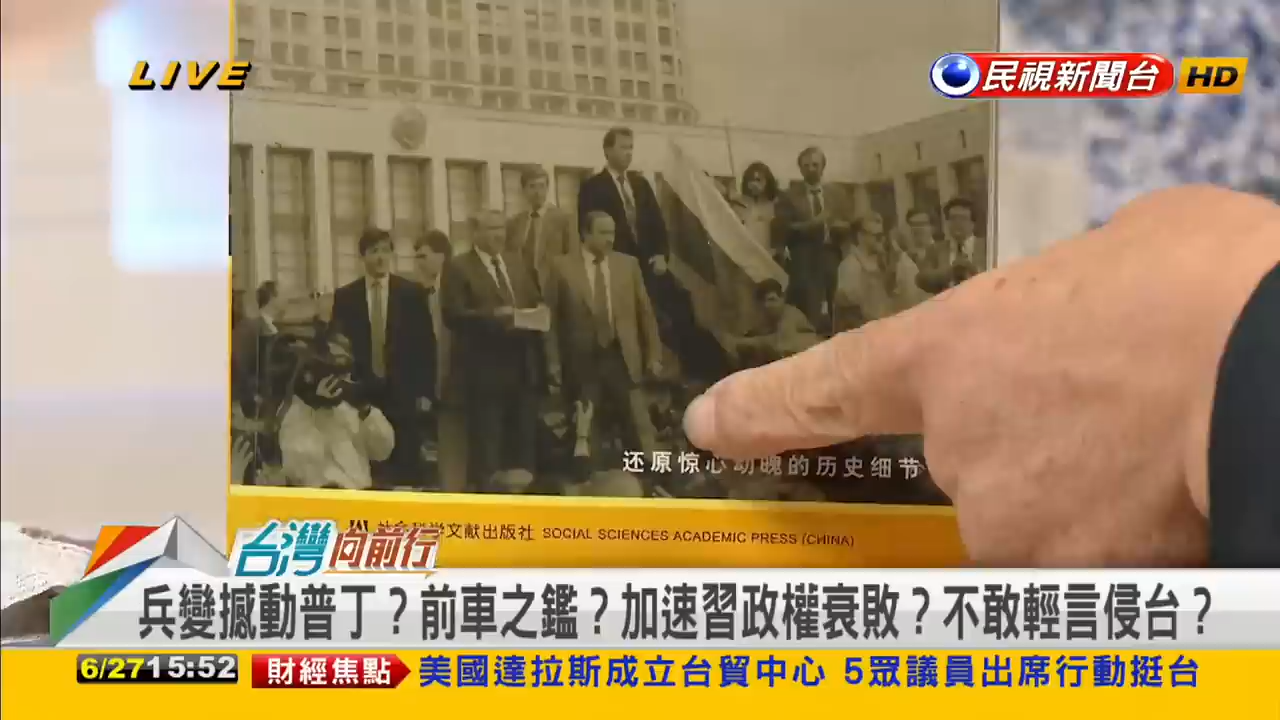 LIVE
民視新聞台 HD
还原惊心动魄的历史细节
社会科学文献出版社 SOCIAL SCIENCES ACADEMIC PRESS (CHINA)
台灣向前行
兵變撼動普丁？前車之鑑？加速習政權衰敗？不敢輕言侵台？
6/27 15:52 財經焦點 美國達拉斯成立台貿中心 5眾議員出席行動挺台